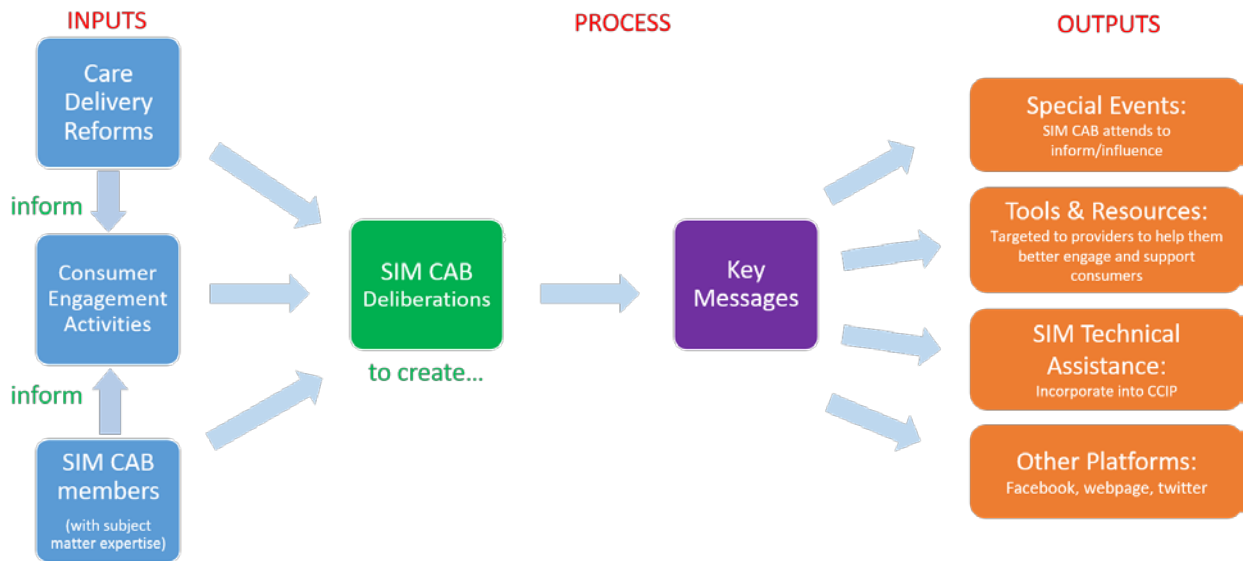 INPUTS
PROCESS
OUTPUTS
Care
Delivery
Reforms
inform
Consumer
Engagement
Activities
inform
SIM CAB
members
(with subject
matter expertise)
SIM CAB
Deliberations
to create...
Key
Messages
Special Events:
SIM CAB attends to
inform/influence
Tools & Resources:
Targeted to providers to help them
better engage and support
consumers
SIM Technical
Assistance:
Incorporate into CCIP
Other Platforms:
Facebook, webpage, twitter